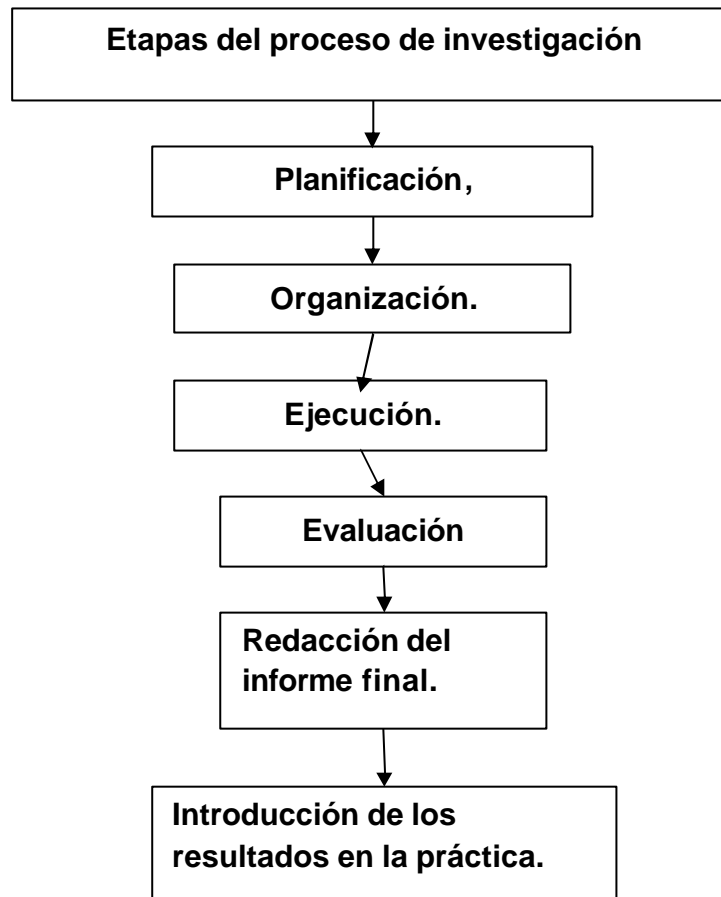 Etapas del proceso de investigación
Planificación,
Organización.
Ejecución.
Evaluación
Redacción del
informe final.
Introducción de los
resultados en la práctica.